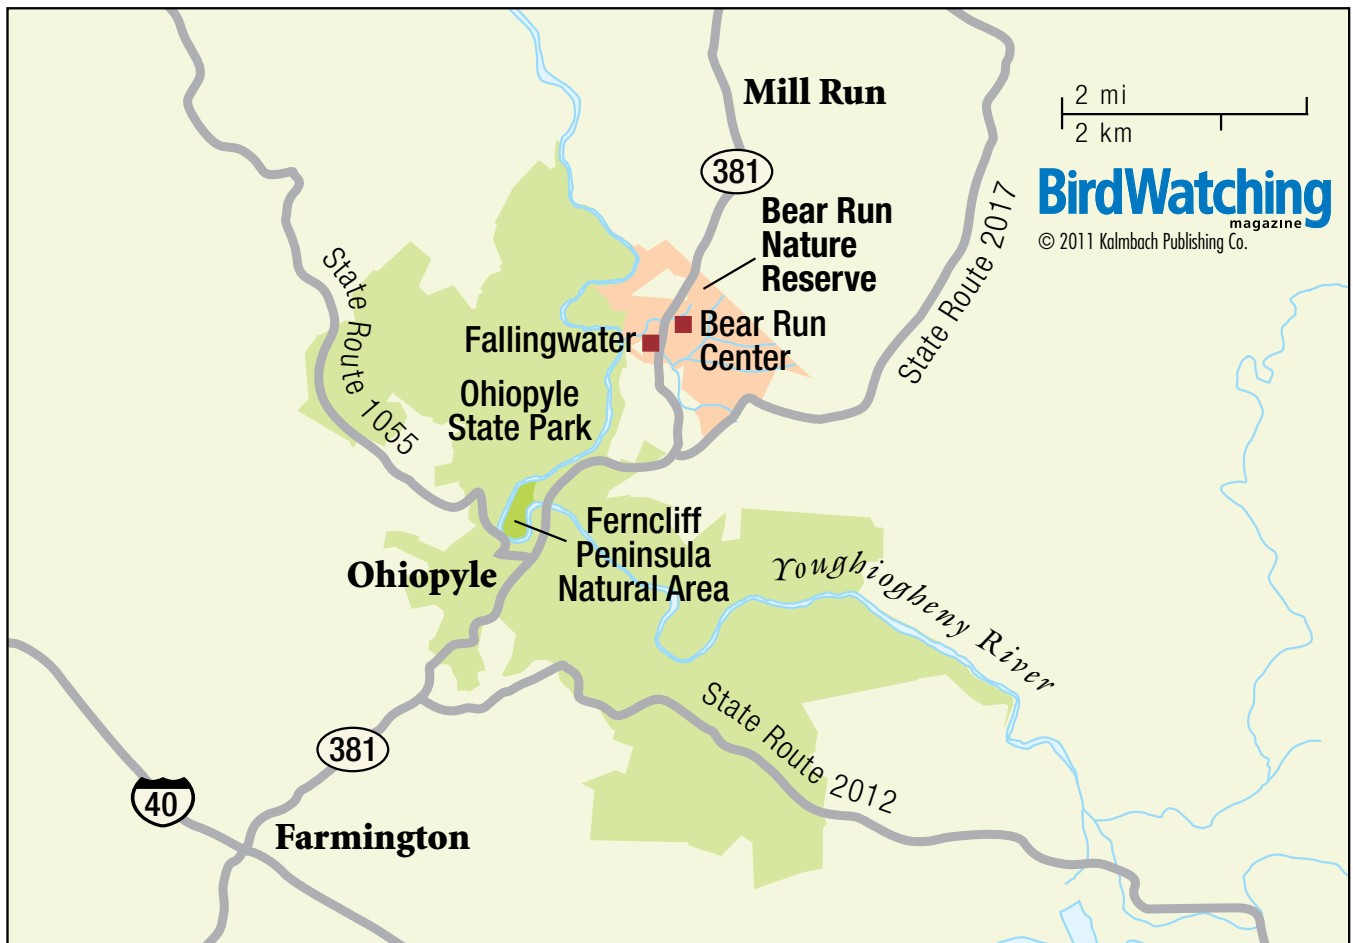 Mill Run
2 mi
2 km
381
BirdWatching
magazine
© 2011 Kalmbach Publishing Co.
Bear Run
Nature
Reserve
State Route 2017
State Route 1055
Fallingwater
Bear Run
Center
Ohiopyle
State Park
Ferncliff
Peninsula
Natural Area
Youghiogheny River
Ohiopyle
State Route 2012
381
40
Farmington